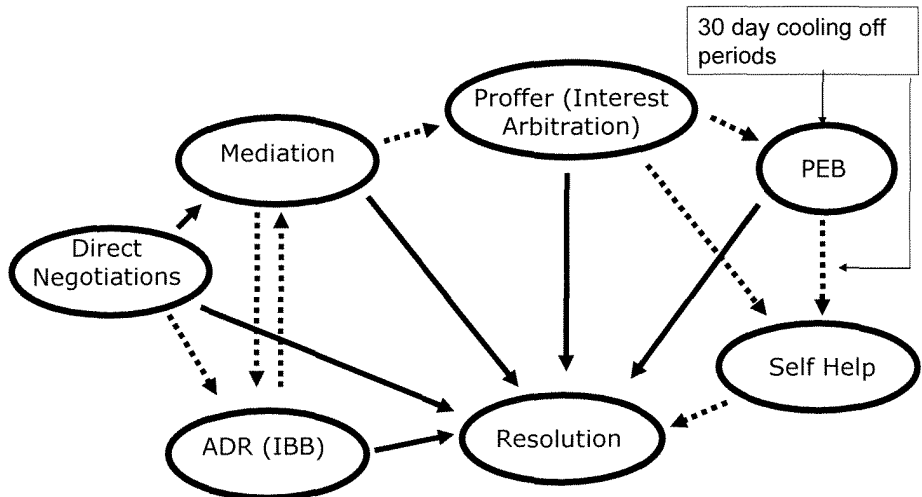 30 day cooling off
periods
Proffer (Interest
Arbitration)
Mediation
PEB
Direct
Negotiations
Self Help
ADR (IBB)
Resolution